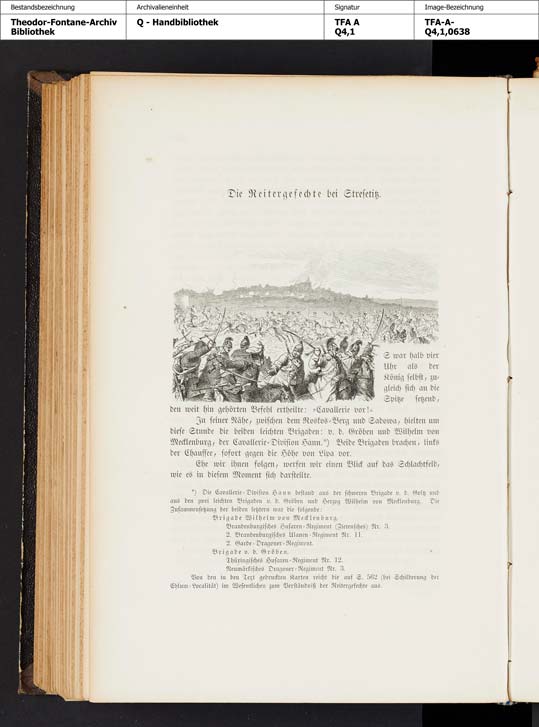 Bestandsbezeichnung Archivalieneinheit Signatur Image-Bezeichnung
Theodor-Fontane-Archiv Q - Handbibliothek TFA A TFA-A-
Bibliothek Q4,1 Q4,1,0638
Die Reitergefechte bei Stresetitz.
S war halb vier
Uhr als der
König selbst, zu-
gleich sich an die
Spitze setzend,
den weit hin gehörten Befehl ertheilte: »Cavallerie vor!«
In seiner Nähe, zwischen dem Roskos-Berg und Sadowa, hielten um
diese Stunde die beiden leichten Brigaden: v. d. Gröben und Wilhelm von
Mecklenburg, der Cavallerie-Division Hann.*) Beide Brigaden brachen, links
der Chaussee, sofort gegen die Höhe von Lipa vor.
Ehe wir ihnen folgen, werfen wir einen Blick auf das Schlachtfeld,
wie es in diesem Moment sich darstellte.
*) Die Cavallerie-Division Hann bestand aus der schweren Brigade v. d. Goltz und
aus den zwei leichten Brigaden v. d. Gröben und Herzog Wilhelm von Mecklenburg. Die
Zusammensetzung der beiden letztern war die folgende:
Brigade Wilhelm von Mecklenburg.
Brandenburgisches Husaren-Regiment (Zietensches) Nr. 3.
2. Brandenburgisches Ulanen-Regiment Nr. 11.
2. Garde-Dragoner-Regiment.
Brigade v. d. Gröben.
Thüringisches Husaren-Regiment Nr. 12.
Neumärkisches Dragoner-Regiment Nr. 3.
Von den in den Text gedruckten Karten reicht die auf S. 562 (bei Schilderung der
Chlum-Localität) im Wesentlichen zum Verständniß der Reitergefechte aus.